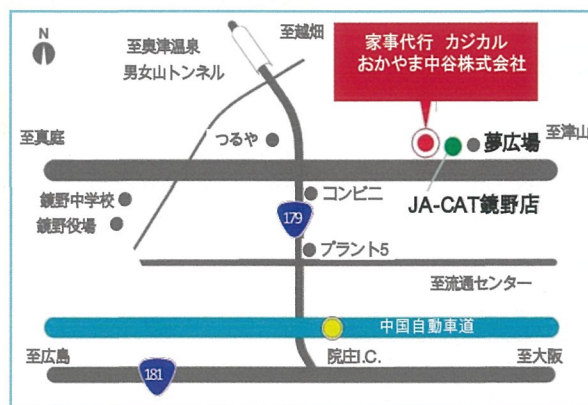 N
至奥津温泉
至越畑
男女山トンネル
家事代行 カジカル
おかやま中谷株式会社
至真庭
つるや
夢広場
至津山
鏡野中学校
コンビニ
JA-CAT鏡野店
鏡野役場
179
プラント5
至流通センター
中国自動車道
至広島
院庄I.C.
至大阪
181